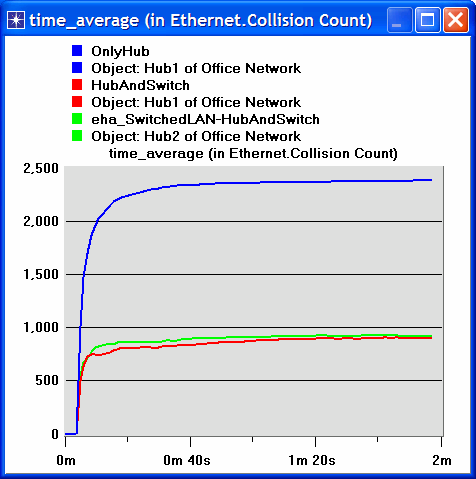 time_average (in Ethernet.Collision Count)
OnlyHub
Object: Hub1 of Office Network
HubAndSwitch
Object: Hub1 of Office Network
eha_SwitchedLAN-HubAndSwitch
Object: Hub2 of Office Network
time_average (in Ethernet.Collision Count)
2,500
2,000
1,500
1,000
500
0
0m 0m 40s 1m 20s 2m